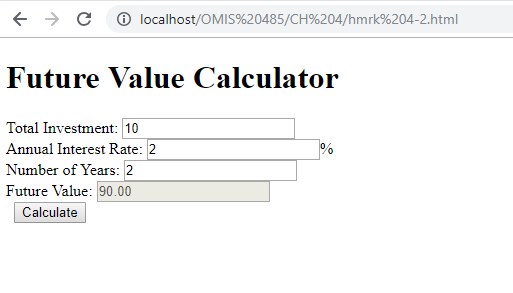 localhost/OMIS%20485/CH%204/hmrk%204-2.html
Future Value Calculator
Total Investment: 10
Annual Interest Rate: 2 %
Number of Years: 2
Future Value: 90.00
Calculate